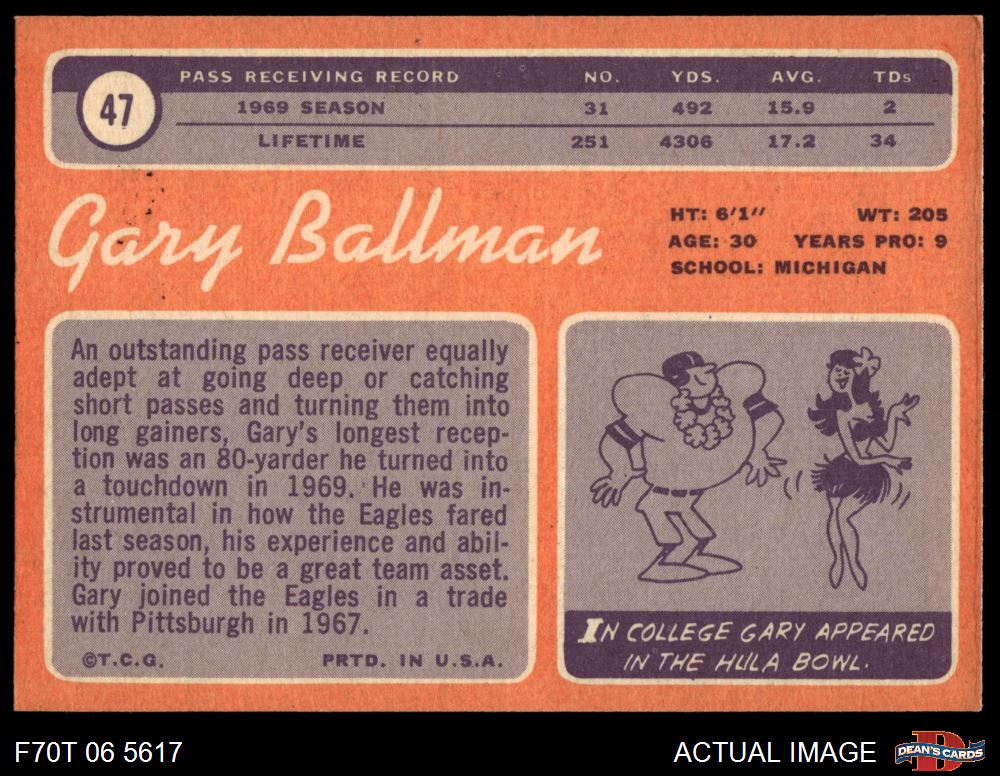 47
PASS RECEIVING RECORD NO. YDS. AVG. TDs
1969 SEASON 31 492 15.9 2
LIFETIME 251 4306 17.2 34
Gary Ballman
HT: 6'1" WT: 205
AGE: 30 YEARS PRO: 9
SCHOOL: MICHIGAN
An outstanding pass receiver equally
adept at going deep or catching
short passes and turning them into
long gainers, Gary's longest recep-
tion was an 80-yarder he turned into
a touchdown in 1969. He was in-
strumental in how the Eagles fared
last season, his experience and abil-
ity proved to be a great team asset.
Gary joined the Eagles in a trade
with Pittsburgh in 1967.
©T.C.G. PRTD. IN U.S.A.
IN COLLEGE GARY APPEARED
IN THE HULA BOWL.
F70T 06 5617
ACTUAL IMAGE
D
DEAN'S CARDS